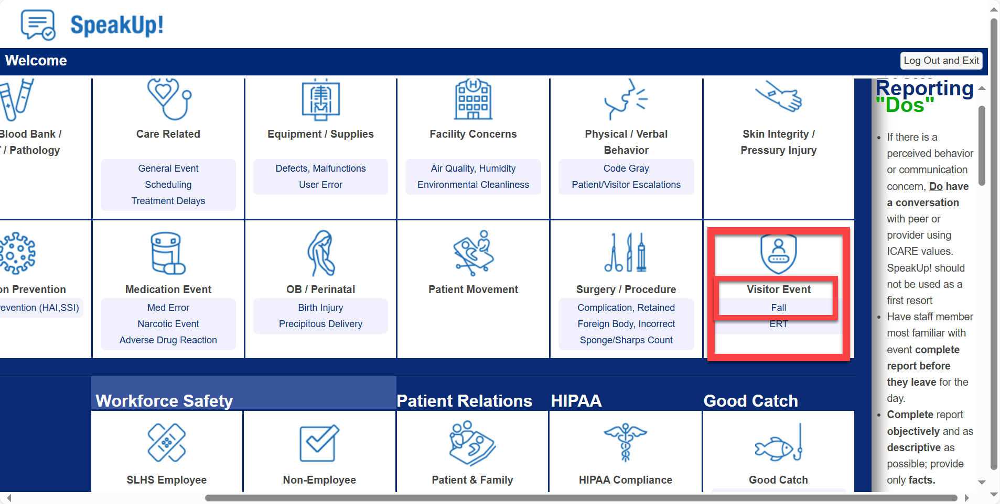 SpeakUp!
Welcome
Log Out and Exit
Blood Bank /
/ Pathology
Care Related
General Event
Scheduling
Treatment Delays
Equipment / Supplies
Defects, Malfunctions
User Error
Facility Concerns
Air Quality, Humidity
Environmental Cleanliness
Physical / Verbal
Behavior
Code Gray
Patient/Visitor Escalations
Skin Integrity /
Pressury Injury
on Prevention
revention (HAI,SSI)
Medication Event
Med Error
Narcotic Event
Adverse Drug Reaction
OB / Perinatal
Birth Injury
Precipitous Delivery
Patient Movement
Surgery / Procedure
Complication, Retained
Foreign Body, Incorrect
Sponge/Sharps Count
Visitor Event
Fall
ERT
Workforce Safety
Patient Relations
HIPAA
Good Catch
SLHS Employee
Non-Employee
Patient & Family
HIPAA Compliance
Good Catch
Reporting
"Dos"
• If there is a
perceived behavior
or communication
concern, Do have
a conversation
with peer or
provider using
ICARE values.
SpeakUp! should
not be used as a
first resort
• Have staff member
most familiar with
event complete
report before
they leave for the
day.
• Complete report
objectively and as
descriptive as
possible; provide
only facts.